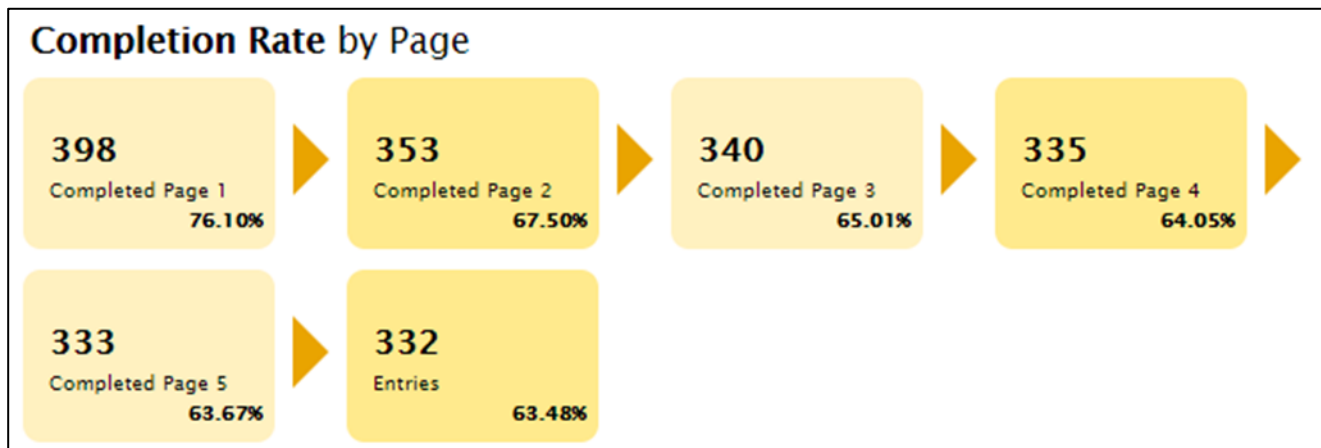 Completion Rate by Page
398
Completed Page 1
76.10%
353
Completed Page 2
67.50%
340
Completed Page 3
65.01%
335
Completed Page 4
64.05%
333
Completed Page 5
63.67%
332
Entries
63.48%